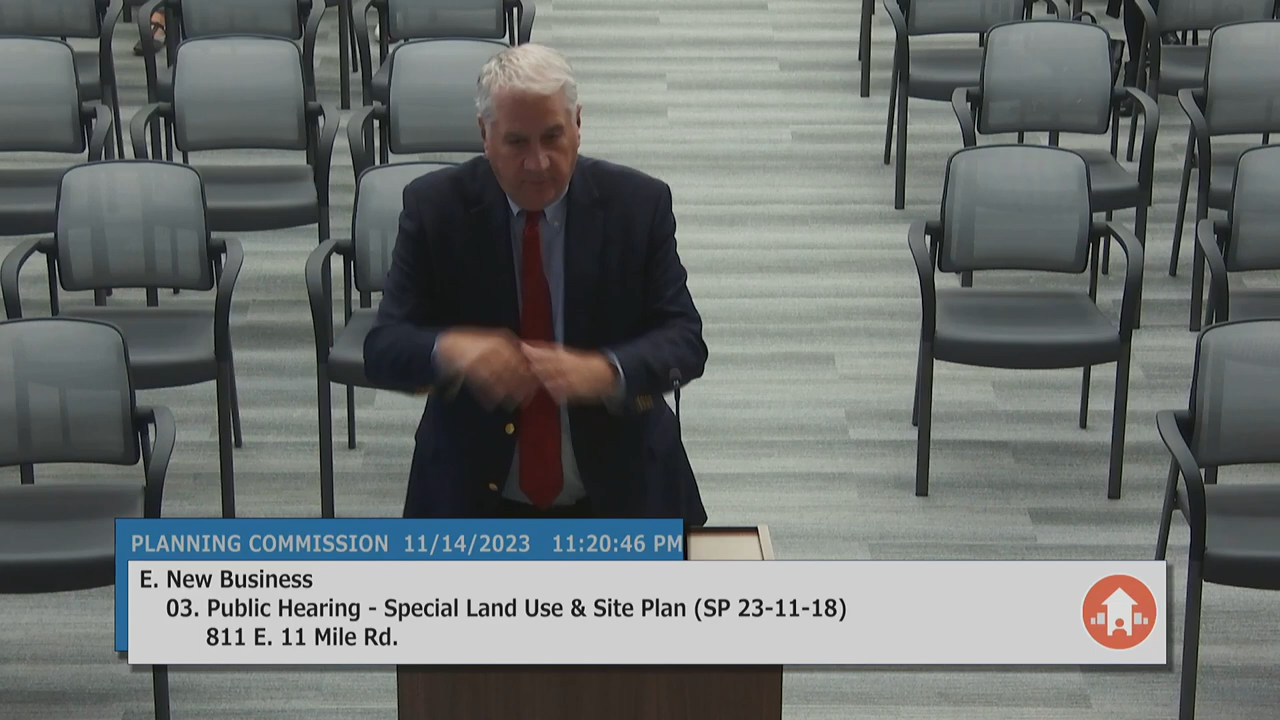 PLANNING COMMISSION 11/14/2023 11:20:46 PM
E. New Business
03. Public Hearing - Special Land Use & Site Plan (SP 23-11-18)
811 E. 11 Mile Rd.